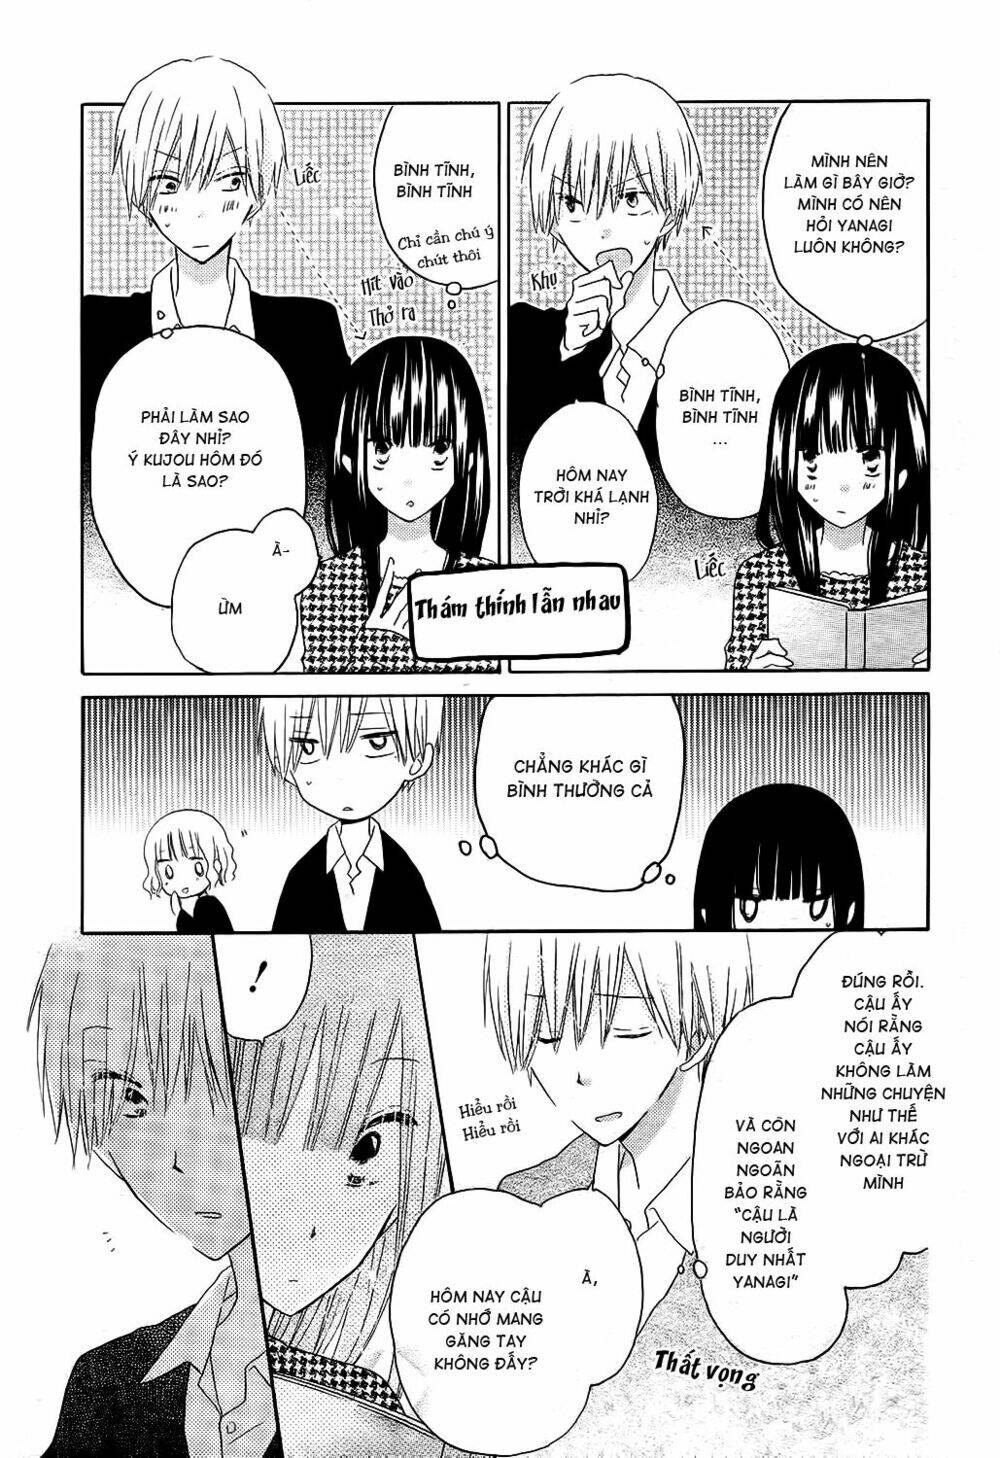 MÌNH NÊN
LÀM GÌ BÂY GIỜ?
MÌNH CÓ NÊN
HỎI YANAGI
LUÔN KHÔNG?
Khụ
BÌNH TĨNH,
BÌNH TĨNH
...
HÔM NAY
TRỜI KHÁ LẠNH
NHỈ?
Liếc
BÌNH TĨNH,
BÌNH TĨNH
Chỉ cần chú ý
chút thôi
Liếc
Hít vào
Thở ra
PHẢI LÀM SAO
ĐÂY NHỈ?
Ý KUJOU HÔM ĐÓ
LÀ SAO?
À-
ỪM
Thám thính lẫn nhau
CHẲNG KHÁC GÌ
BÌNH THƯỜNG CẢ
ĐÚNG RỒI.
CẬU ẤY
NÓI RẰNG
CẬU ẤY
KHÔNG LÀM
NHỮNG CHUYỆN
NHƯ THẾ
VỚI AI KHÁC
NGOẠI TRỪ
MÌNH
VÀ CÒN
NGOAN
NGOÃN
BẢO RẰNG
“CẬU LÀ
NGƯỜI
DUY NHẤT
YANAGI”
Hiểu rồi
Hiểu rồi
À,
HÔM NAY CẬU
CÓ NHỚ MANG
GĂNG TAY
KHÔNG ĐẤY?
Thất vọng
!